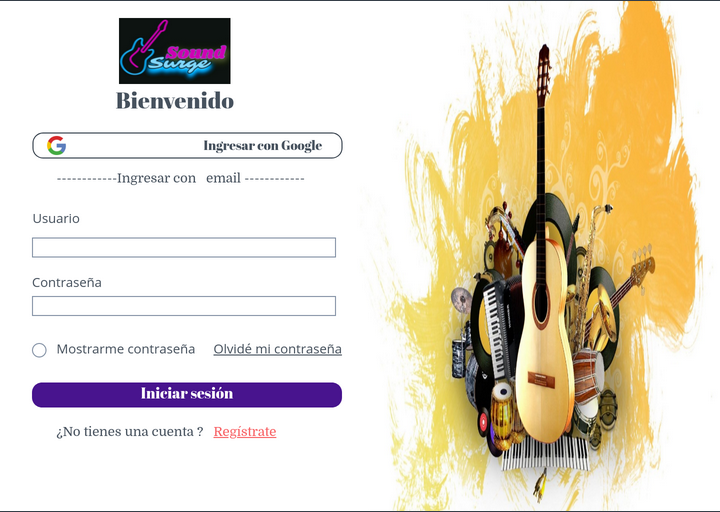 Sound
Surge
Bienvenido
Ingresar con Google
------------Ingresar con email ------------
Usuario
Contraseña
Mostrarme contraseña Olvidé mi contraseña
Iniciar sesión
¿No tienes una cuenta ? Regístrate